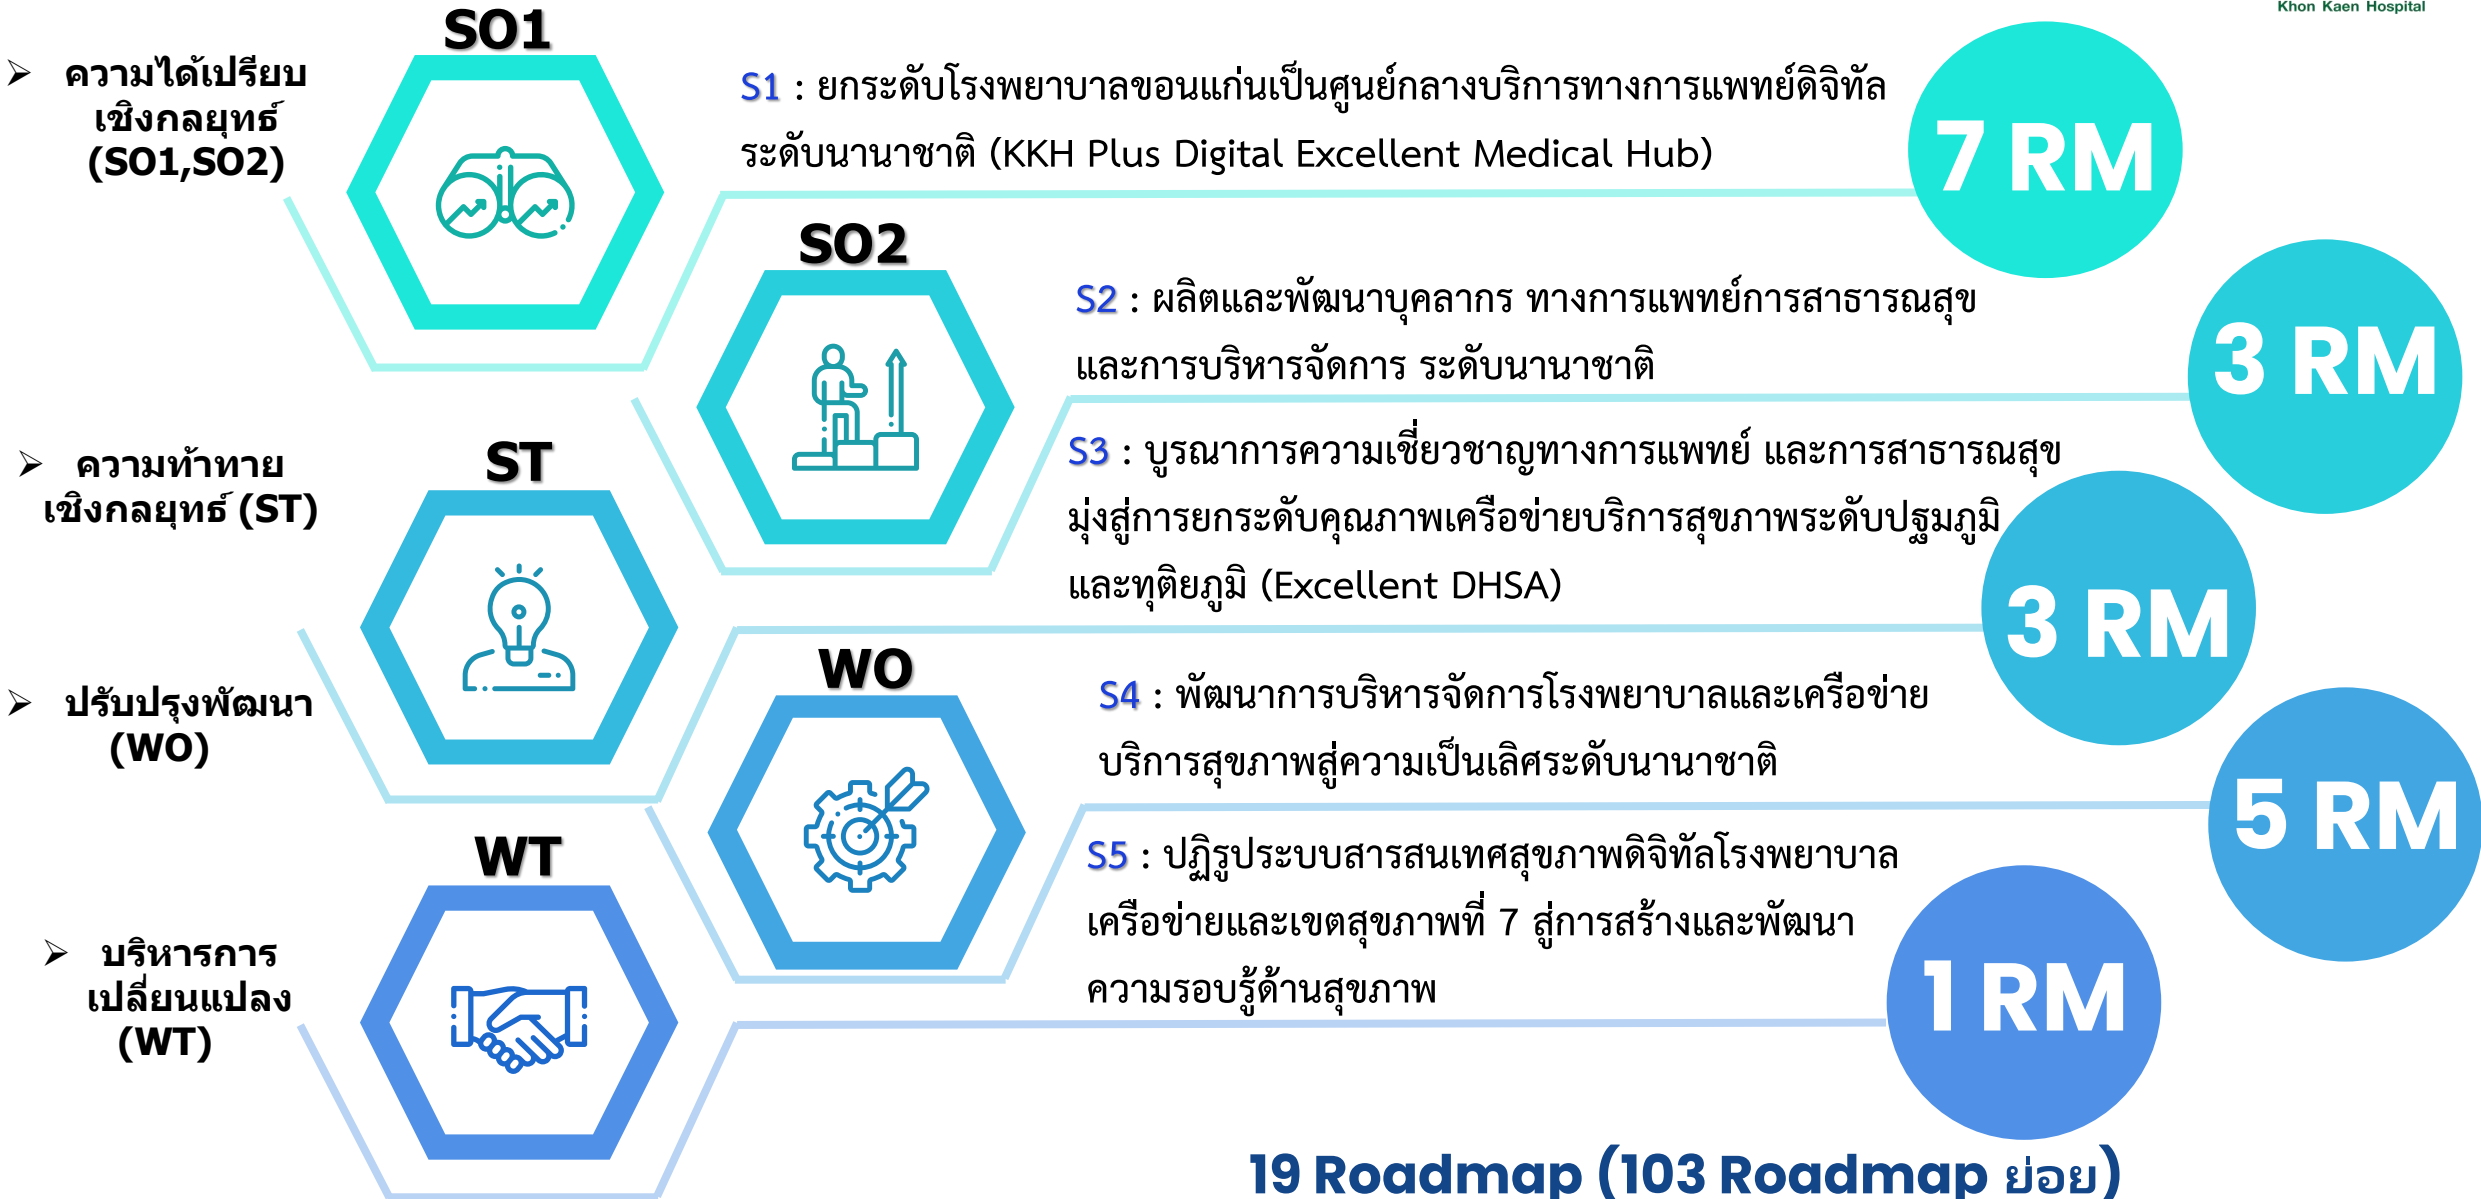 Khon Kaen Hospital
SO1
➢ ความได้เปรียบ
เชิงกลยุทธ์
(SO1,SO2)
S1 : ยกระดับโรงพยาบาลขอนแก่นเป็นศูนย์กลางบริการทางการแพทย์ดิจิทัล
ระดับนานาชาติ (KKH Plus Digital Excellent Medical Hub)
7 RM
SO2
S2 : ผลิตและพัฒนาบุคลากร ทางการแพทย์การสาธารณสุข
และการบริหารจัดการ ระดับนานาชาติ
3 RM
➢ ความท้าทาย
เชิงกลยุทธ์ (ST)
ST
S3 : บูรณาการความเชี่ยวชาญทางการแพทย์ และการสาธารณสุข
มุ่งสู่การยกระดับคุณภาพเครือข่ายบริการสุขภาพระดับปฐมภูมิ
และทุติยภูมิ (Excellent DHSA)
3 RM
➢ ปรับปรุงพัฒนา
(WO)
WO
S4 : พัฒนาการบริหารจัดการโรงพยาบาลและเครือข่าย
บริการสุขภาพสู่ความเป็นเลิศระดับนานาชาติ
5 RM
➢ บริหารการ
เปลี่ยนแปลง
(WT)
WT
S5 : ปฏิรูประบบสารสนเทศสุขภาพดิจิทัลโรงพยาบาล
เครือข่ายและเขตสุขภาพที่ 7 สู่การสร้างและพัฒนา
ความรอบรู้ด้านสุขภาพ
1 RM
19 Roadmap (103 Roadmap ย่อย)